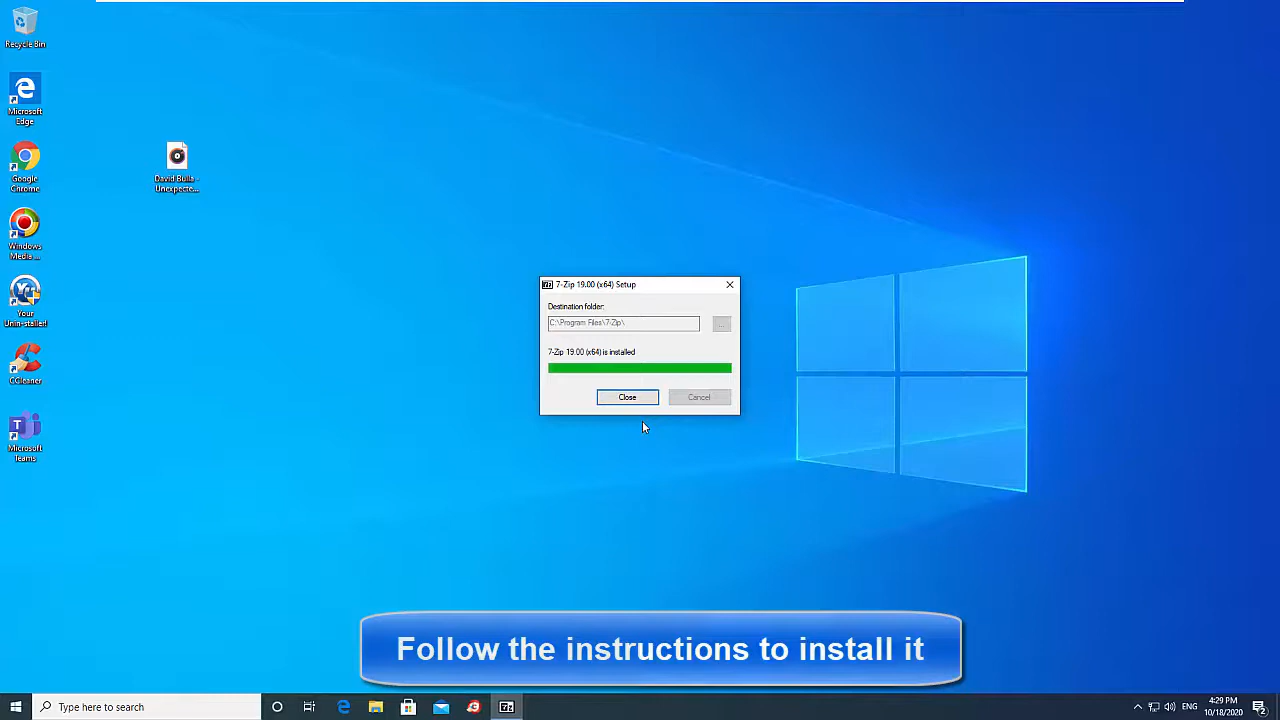 Recycle Bin
Microsoft
Edge
Google
Chrome
Windows
Media ...
Your
Unin-staller!
CCleaner
Microsoft
Teams
David Bulla -
Unexpecte...
7-Zip 19.00 (x64) Setup
Destination folder:
C:\Program Files\7-Zip\
...
7-Zip 19.00 (x64) is installed
Close
Cancel
Follow the instructions to install it
Type here to search
ENG
4:29 PM
10/18/2020
2